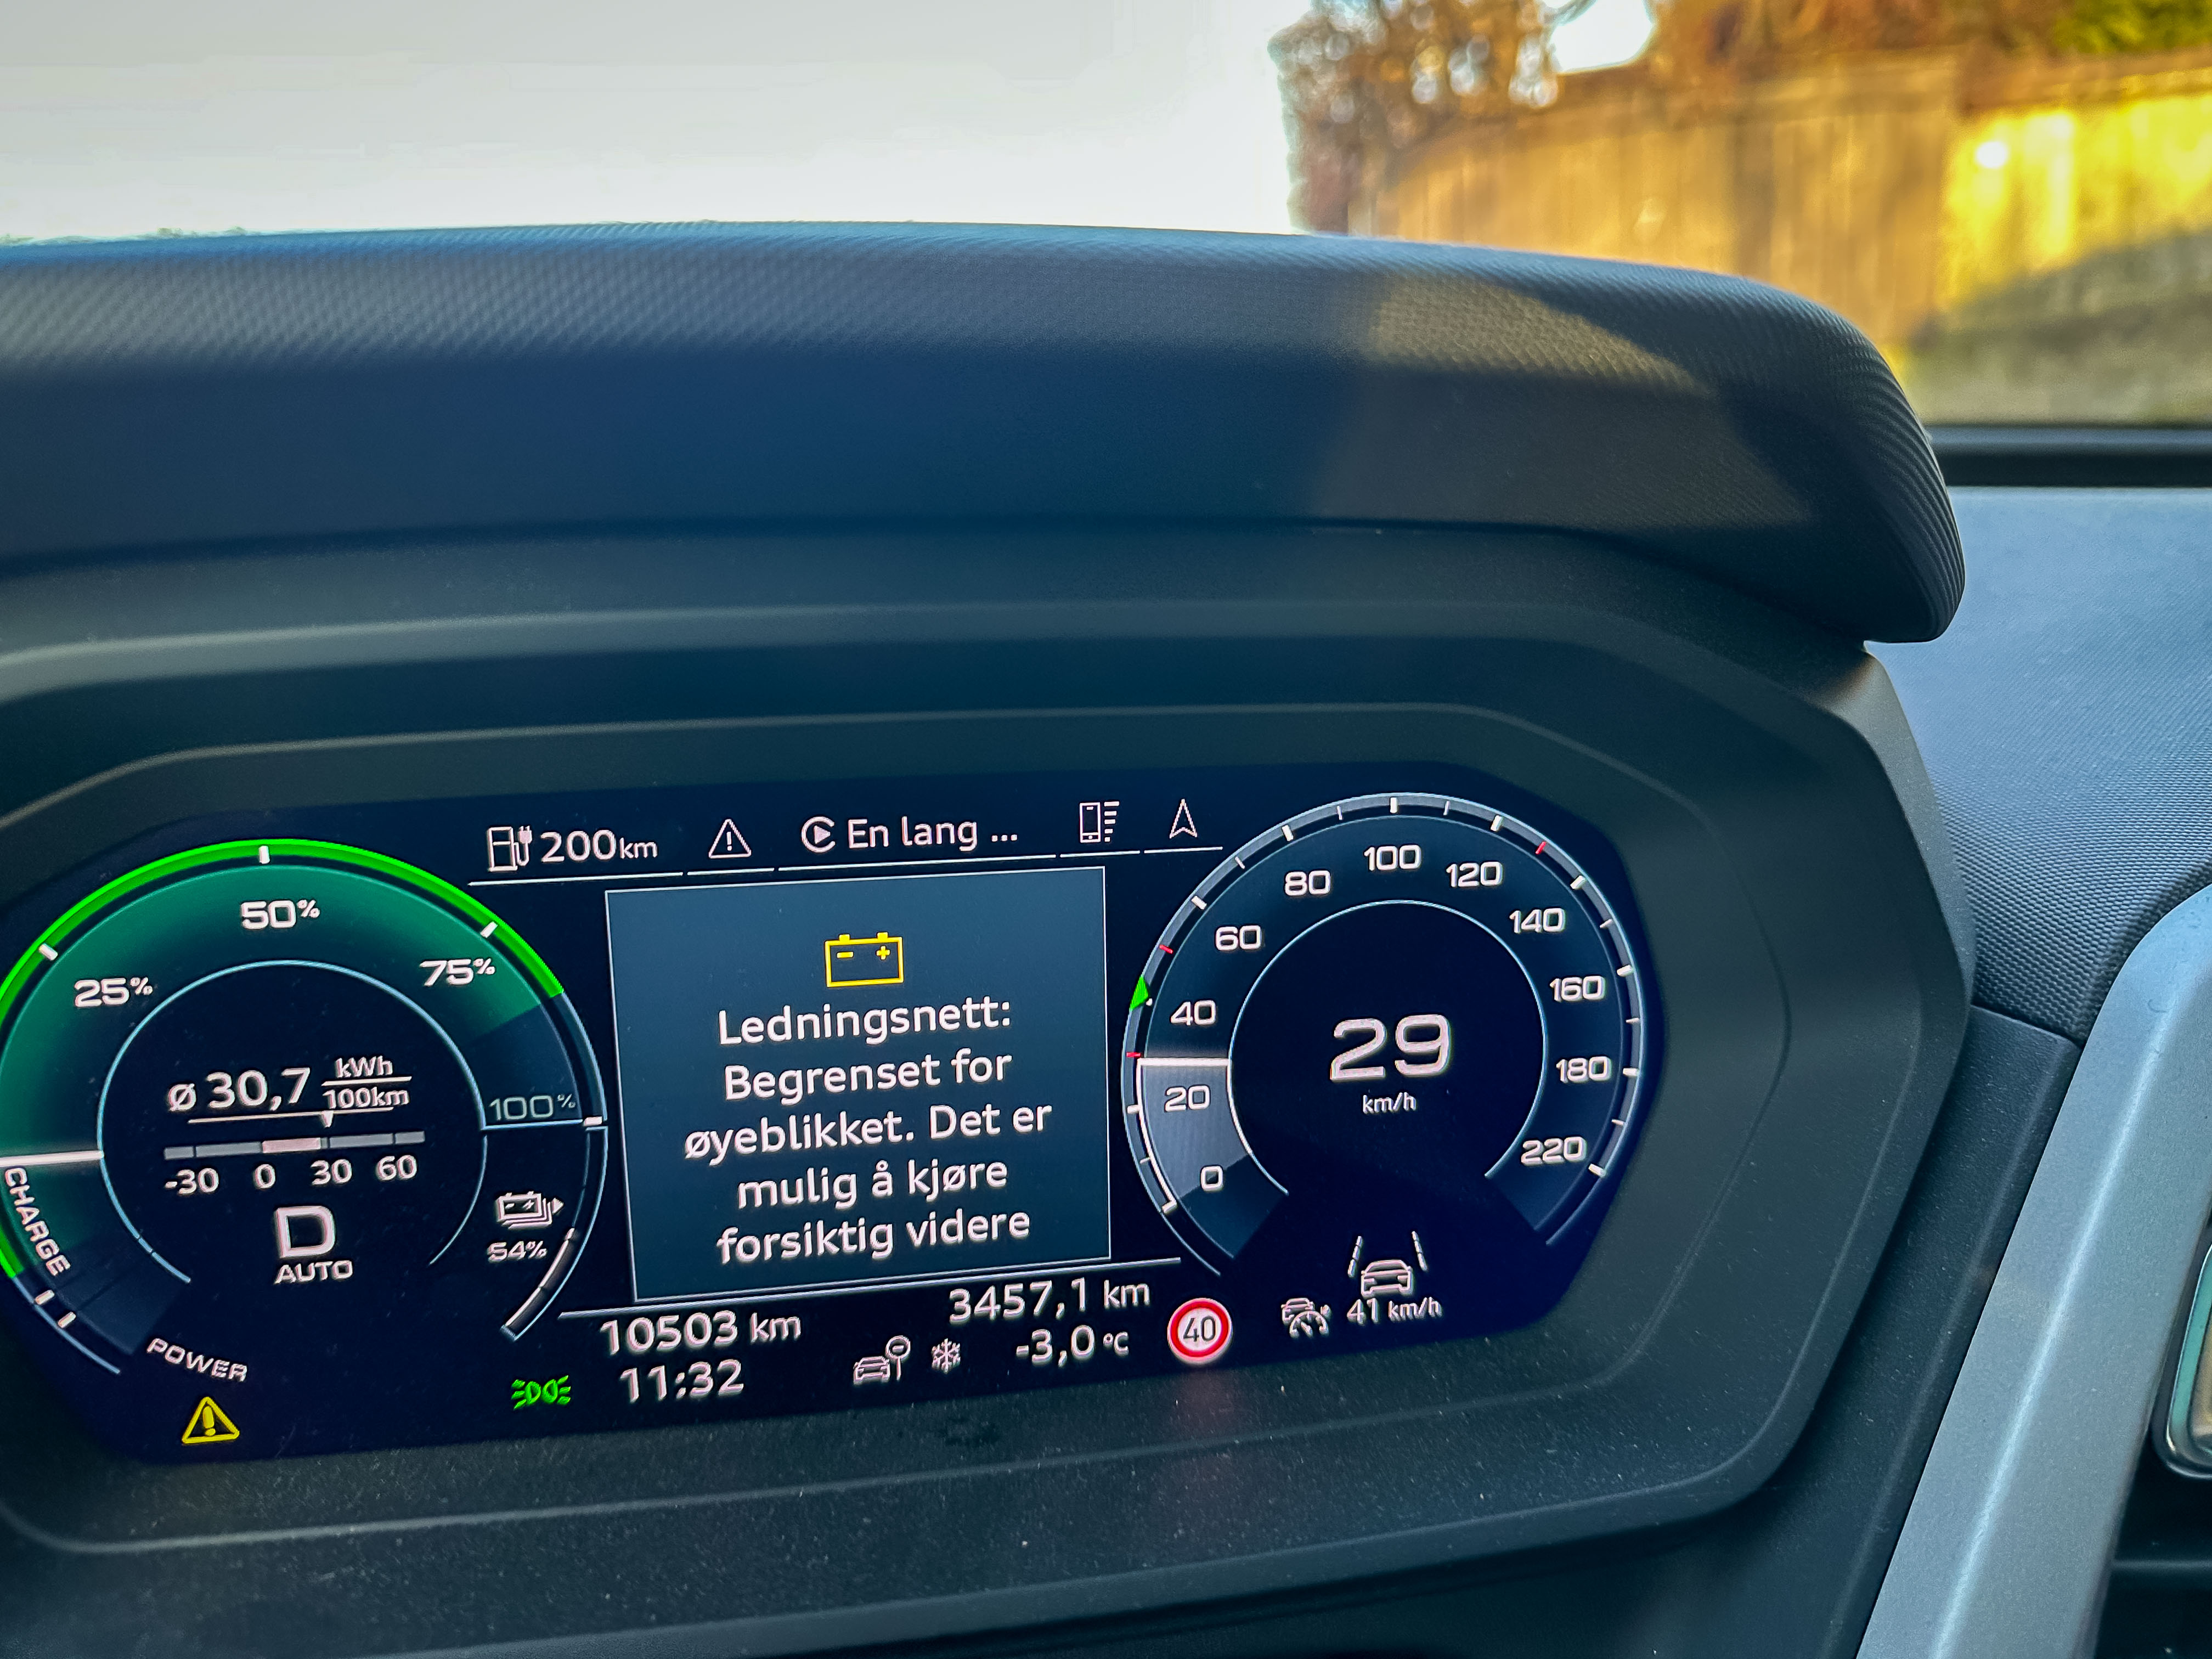 200km
En lang ...
50%
25%
75%
100%
ø 30,7 kWh
100km
-30 0 30 60
D
AUTO
CHARGE
POWER
54%
Ledningsnett:
Begrenset for
øyeblikket. Det er
mulig å kjøre
forsiktig videre
10503 km
3457,1 km
11:32
-3,0 °C
40
0
20
40
60
80
100
120
140
160
180
220
29
km/h
41 km/h